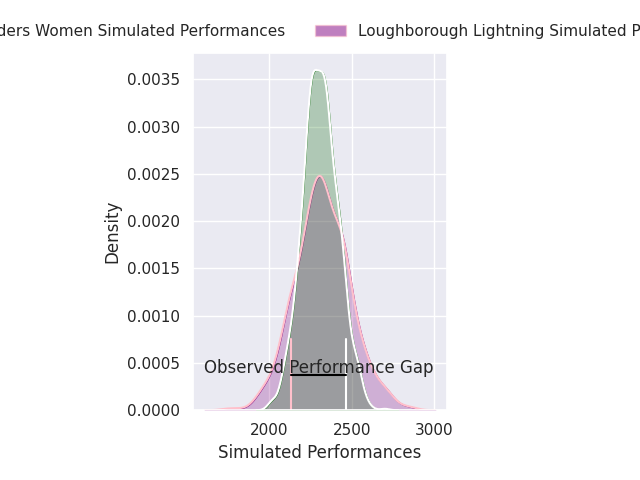 ders Women Simulated Performances
Loughborough Lightning Simulated P
0.0035
0.0030
0.0025
0.0020
0.0015
0.0010
0.0005
0.0000
Density
Observed Performance Gap
2000 2500 3000
Simulated Performances